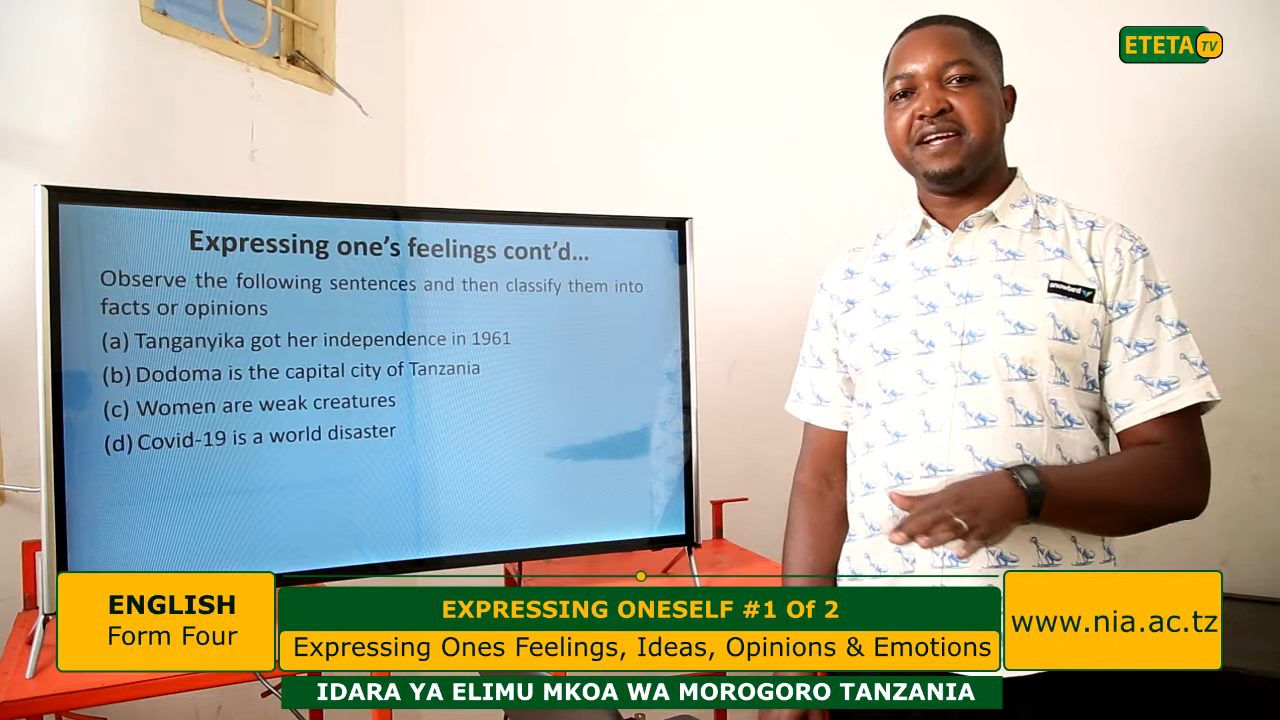 ETETA TV
Expressing one's feelings cont'd...
Observe the following sentences and then classify them into
facts or opinions
(a) Tanganyika got her independence in 1961
(b) Dodoma is the capital city of Tanzania
(c) Women are weak creatures
(d) Covid-19 is a world disaster
snowbird
ENGLISH
Form Four
EXPRESSING ONESELF #1 Of 2
Expressing Ones Feelings, Ideas, Opinions & Emotions
www.nia.ac.tz
IDARA YA ELIMU MKOA WA MOROGORO TANZANIA